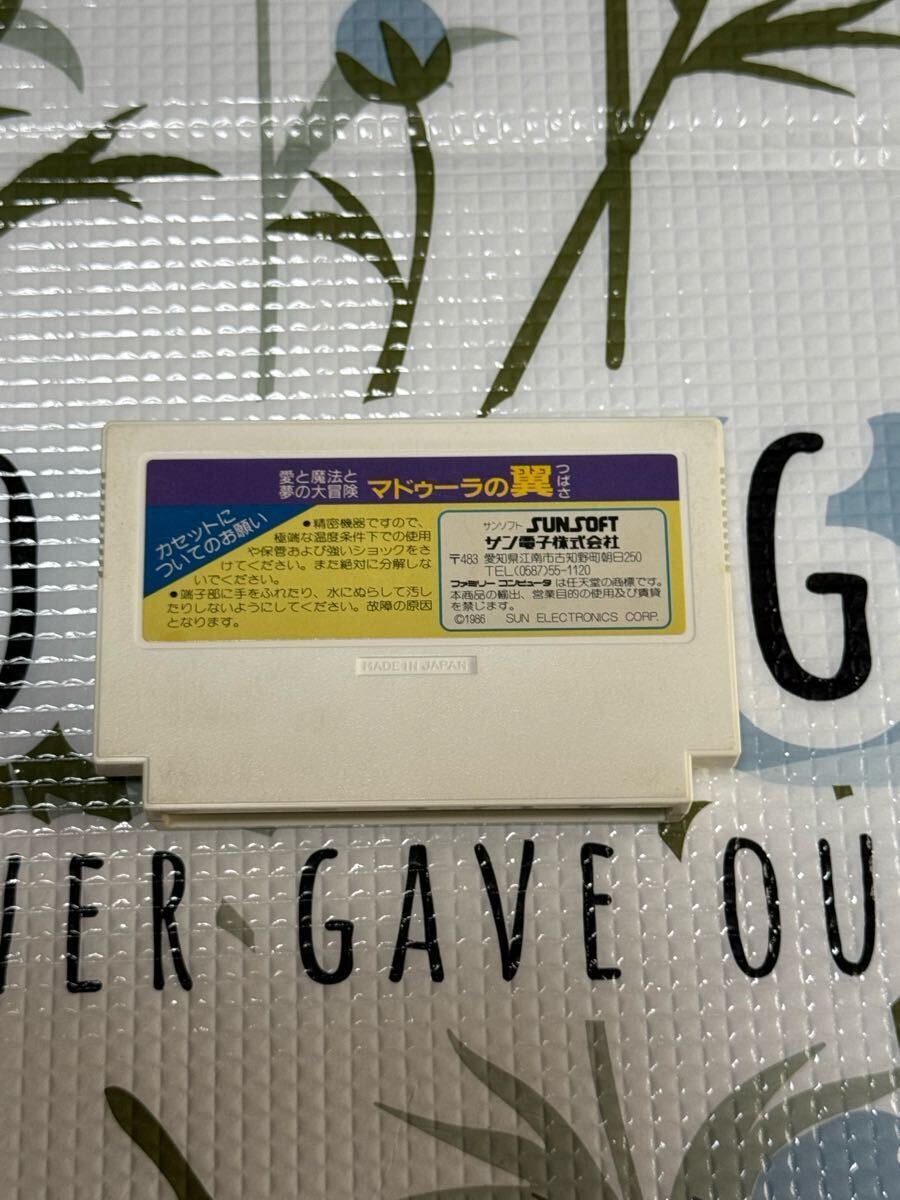 愛と魔法と
夢の大冒険 マドゥーラの翼 つばさ
カセットに
ついてのお願い
●精密機器ですので、
極端な温度条件下での使用
や保管および強いショックをさ
けてください。また絶対に分解しな
いでください。
●端子部に手をふれたり、水にぬらして汚し
たりしないようにしてください。故障の原因
となります。
サンソフト SUNSOFT
サン電子株式会社
〒483 愛知県江南市古知野町朝日250
TEL(0587)55-1120
ファミリーコンピュータは任天堂の商標です。
本商品の輸出、営業目的の使用及び賃貸
を禁じます。
©1986 SUN ELECTRONICS CORP.
MADE IN JAPAN
G
VER GAVE OU